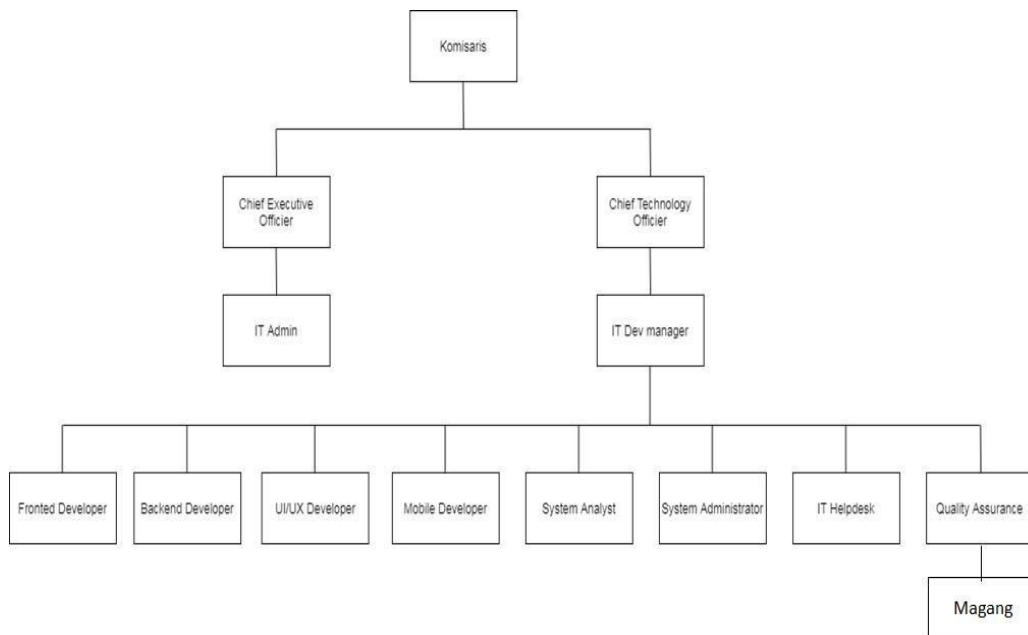 Komisaris
Chief Executive
Officier
Chief Technology
Officier
IT Admin
IT Dev manager
Fronted Developer
Backend Developer
UI/UX Developer
Mobile Developer
System Analyst
System Administrator
IT Helpdesk
Quality Assurance
Magang